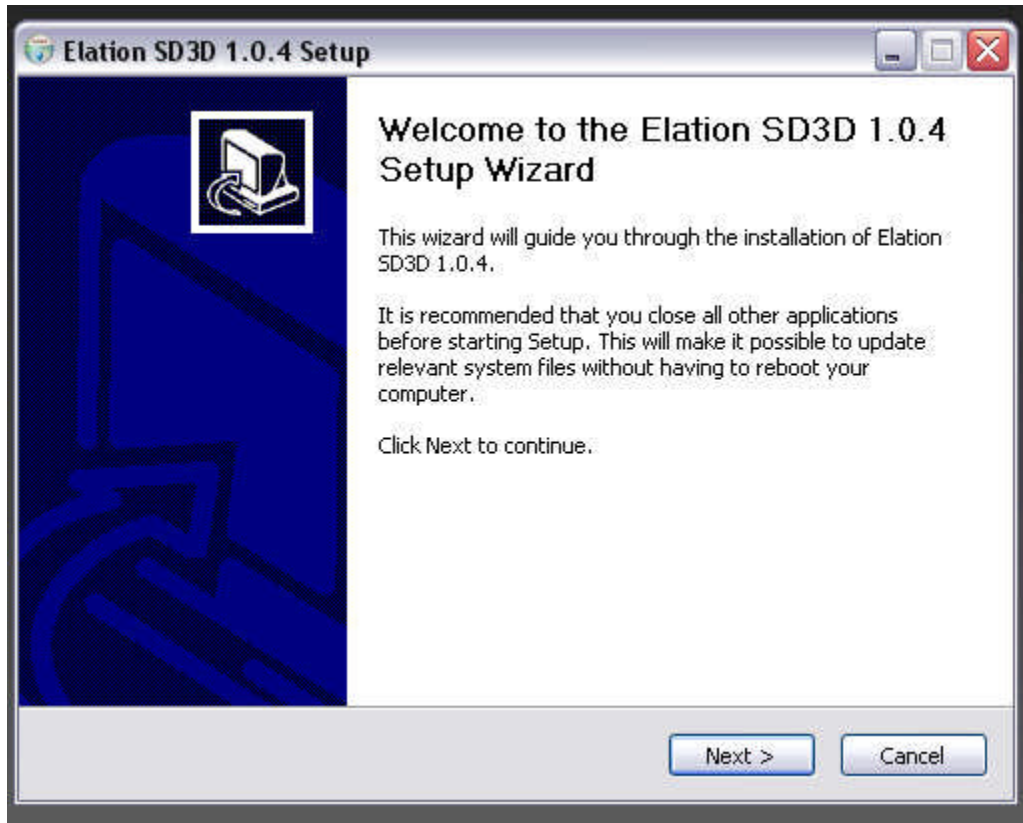 Elation SD3D 1.0.4 Setup
Welcome to the Elation SD3D 1.0.4
Setup Wizard
This wizard will guide you through the installation of Elation
SD3D 1.0.4.
It is recommended that you close all other applications
before starting Setup. This will make it possible to update
relevant system files without having to reboot your
computer.
Click Next to continue.
Next >
Cancel